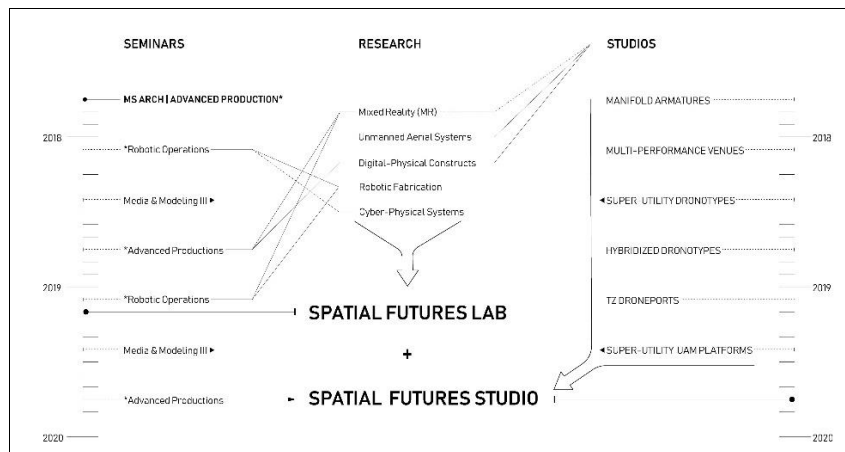 SEMINARS
RESEARCH
STUDIOS
MS ARCH | ADVANCED PRODUCTION*
Mixed Reality (MR)
MANIFOLD ARMATURES
2018
Unmanned Aerial Systems
2018
*Robotic Operations
MULTI-PERFORMANCE VENUES
Digital-Physical Constructs
Robotic Fabrication
Media & Modeling III ►
◄ SUPER-UTILITY DRONOTYPES
Cyber-Physical Systems
*Advanced Productions
HYBRIDIZED DRONOTYPES
2019
2019
*Robotic Operations
TZ DRONEPORTS
SPATIAL FUTURES LAB
Media & Modeling III ►
+
◄ SUPER-UTILITY UAM PLATFORMS
*Advanced Productions
SPATIAL FUTURES STUDIO
2020
2020